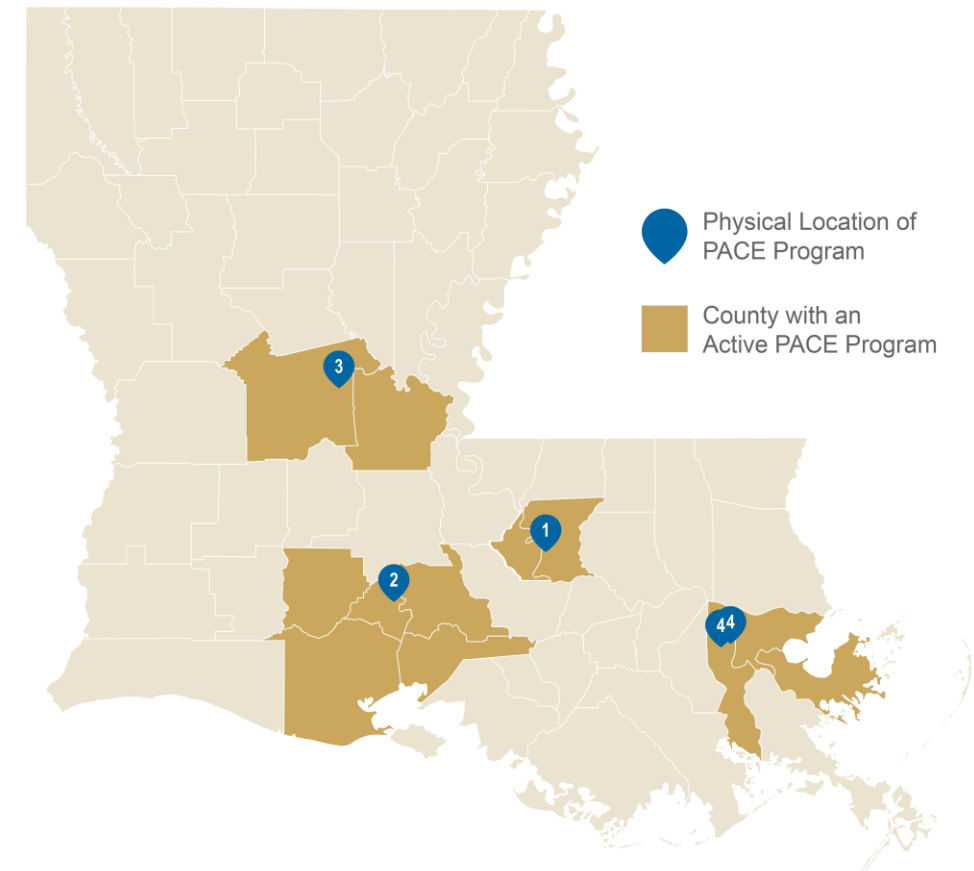 Physical Location of
PACE Program
County with an
Active PACE Program
3
1
2
4
4